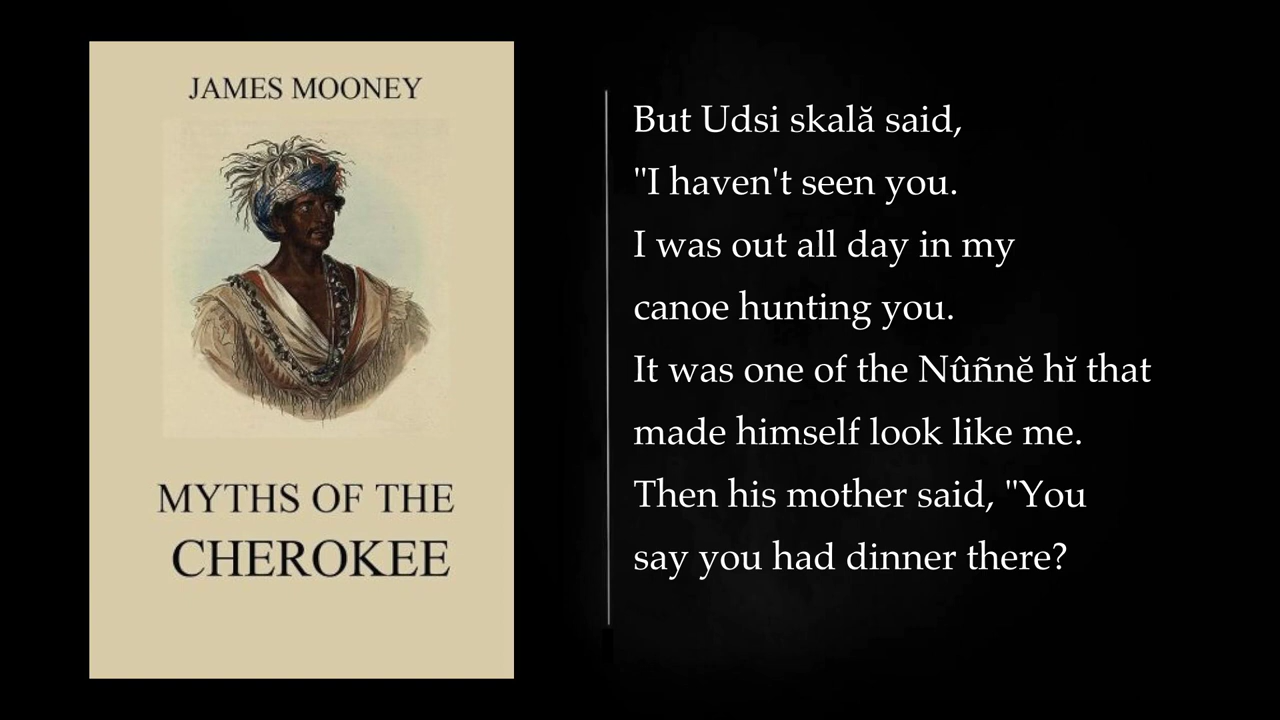 JAMES MOONEY
MYTHS OF THE
CHEROKEE
But Udsi skală said,
"I haven't seen you.
I was out all day in my
canoe hunting you.
It was one of the Nûñnĕ hĭ that
made himself look like me.
Then his mother said, "You
say you had dinner there?